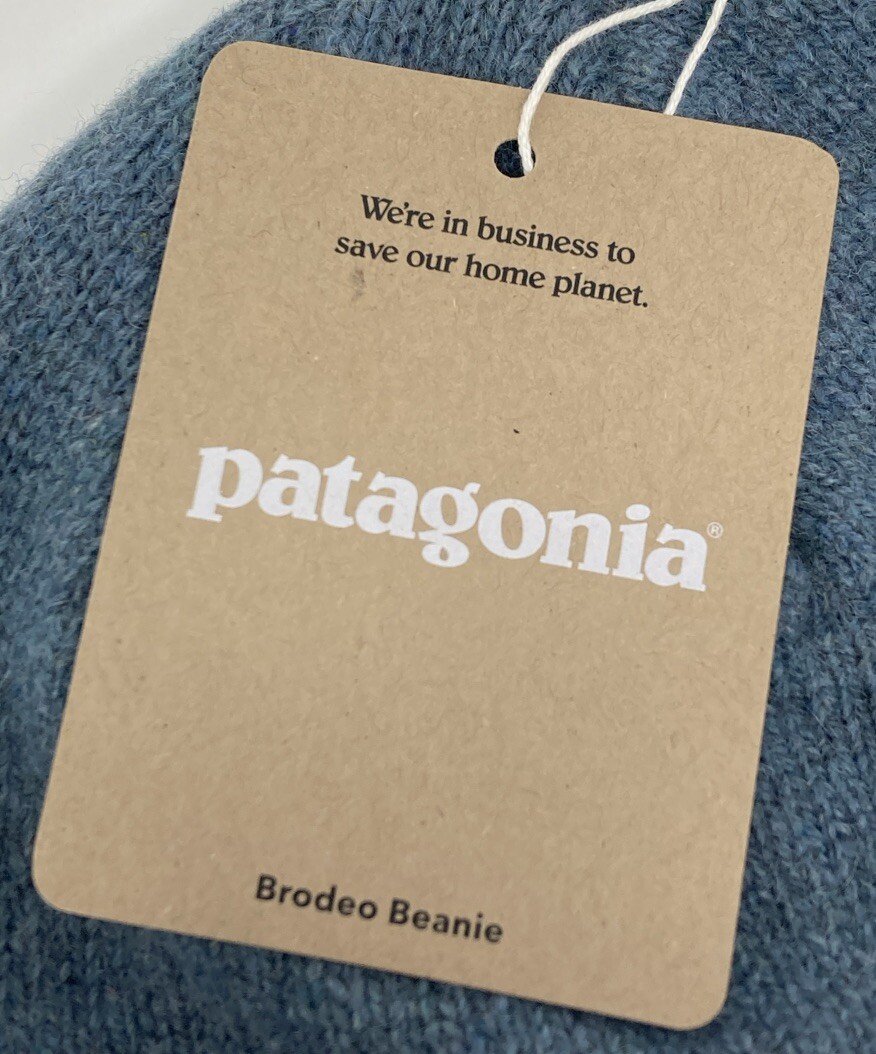 We're in business to
save our home planet.
patagonia®
Brodeo Beanie